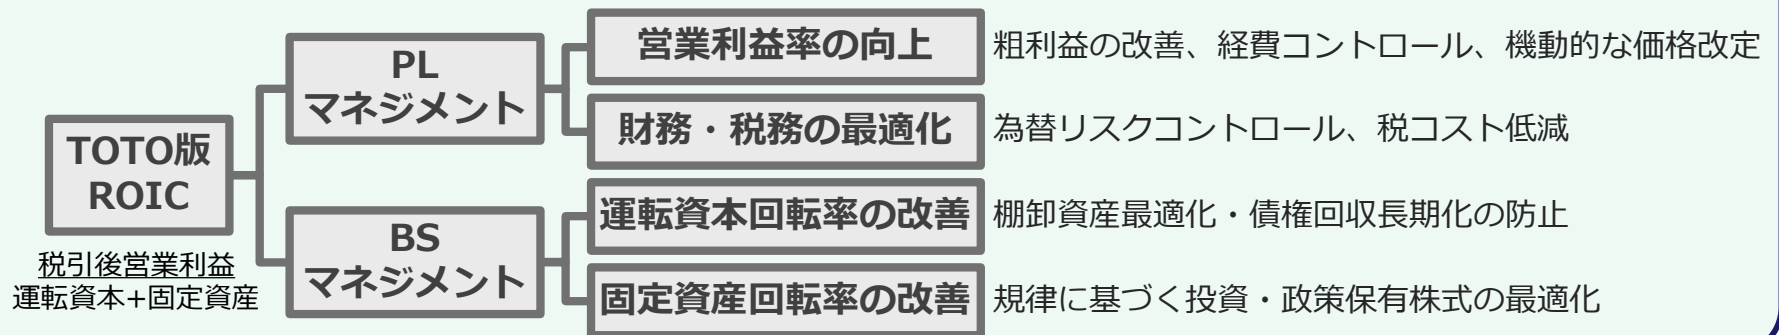 TOTO版
ROIC
税引後営業利益
運転資本+固定資産
PL
マネジメント
営業利益率の向上
粗利益の改善、経費コントロール、機動的な価格改定
財務・税務の最適化
為替リスクコントロール、税コスト低減
BS
マネジメント
運転資本回転率の改善
棚卸資産最適化・債権回収長期化の防止
固定資産回転率の改善
規律に基づく投資・政策保有株式の最適化